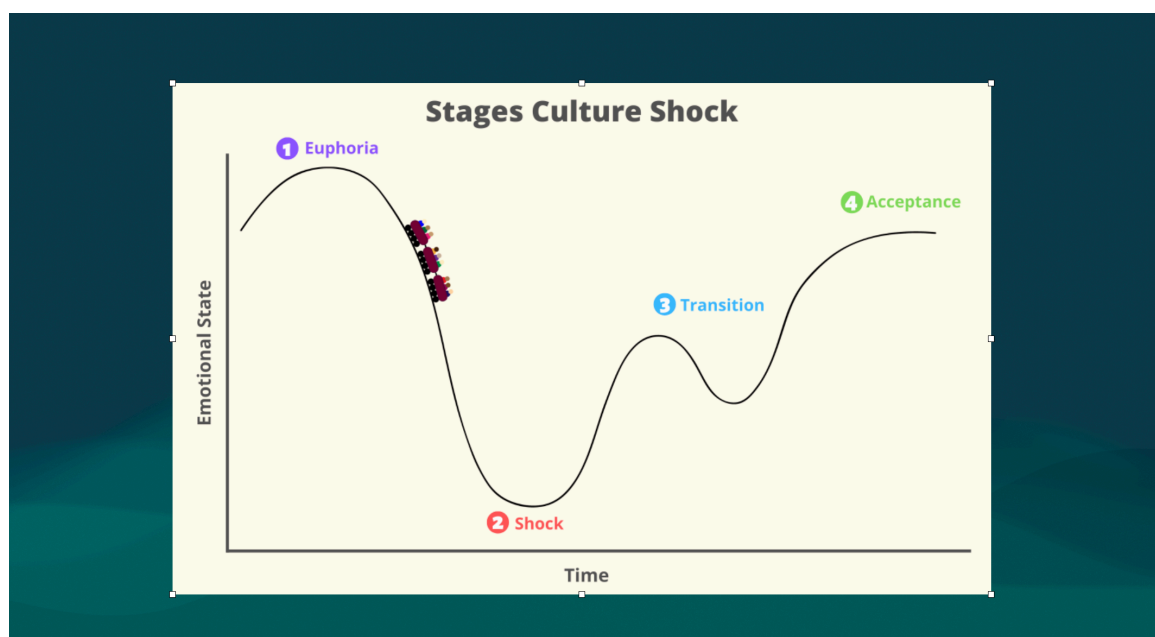 Stages Culture Shock
1 Euphoria
4 Acceptance
3 Transition
Emotional State
2 Shock
Time